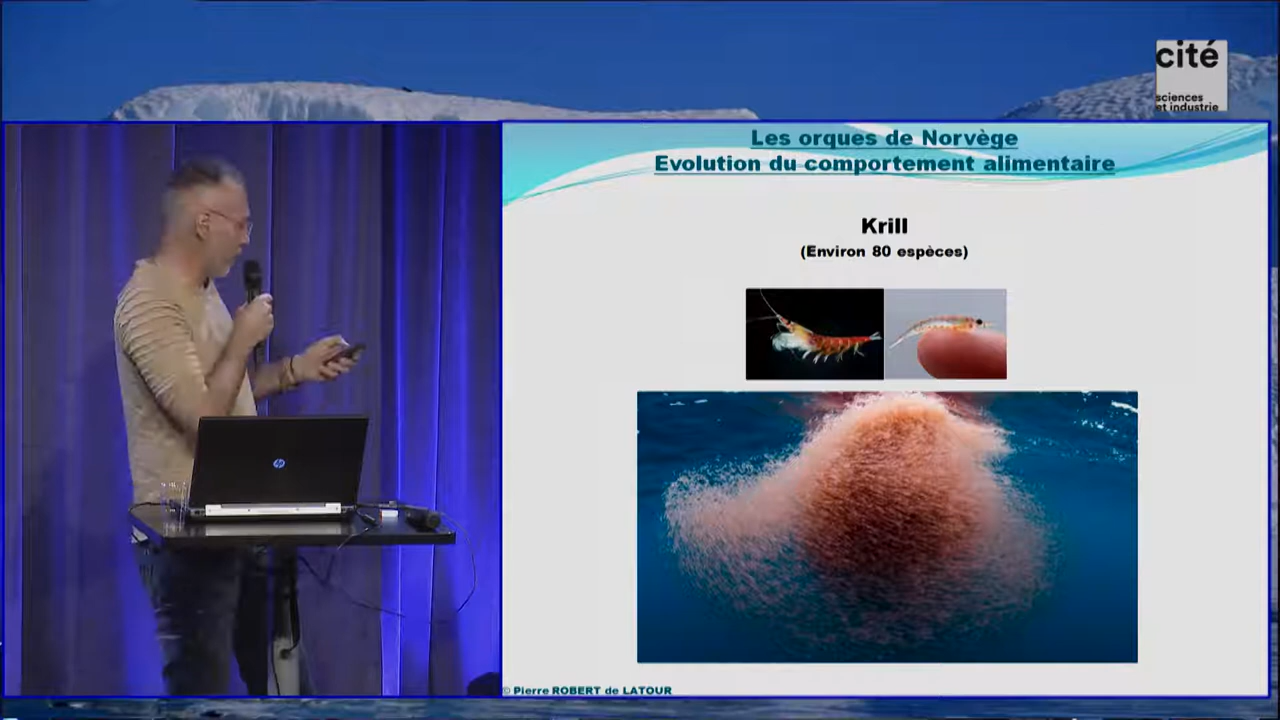 cité
sciences
et industrie
Les orques de Norvège
Evolution du comportement alimentaire
Krill
(Environ 80 espèces)
© Pierre ROBERT de LATOUR
hp